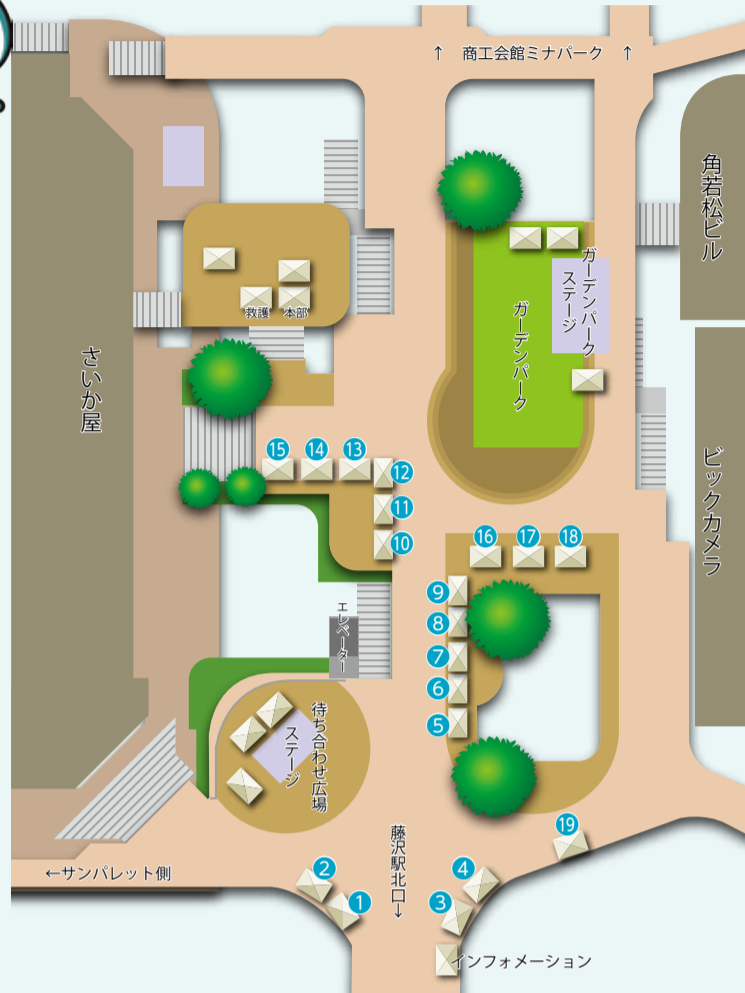 ↑ 商工会館ミナパーク ↑
角若松ビル
ガーデンパーク
ステージ
ガーデンパーク
救護
本部
さいか屋
ビックカメラ
15
14
13
12
11
10
16
17
18
9
8
7
6
5
エレベーター
待ち合わせ広場
ステージ
19
藤沢駅北口→
←サンパレット側
2
1
4
3
インフォメーション